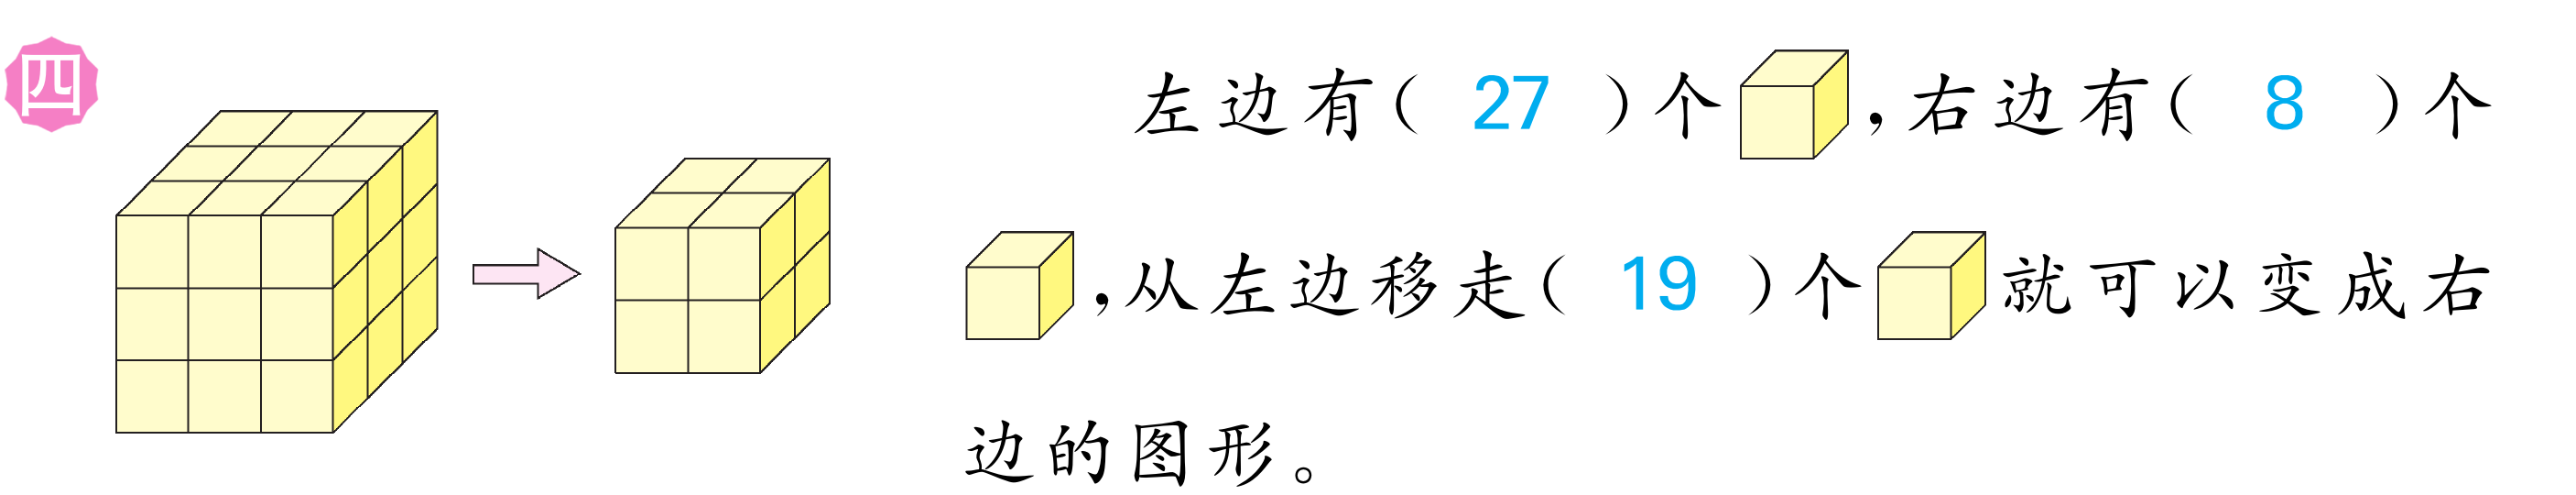 四
左边有( 27 )个,右边有( 8 )个
,从左边移走( 19 )个就可以变成右
边的图形。